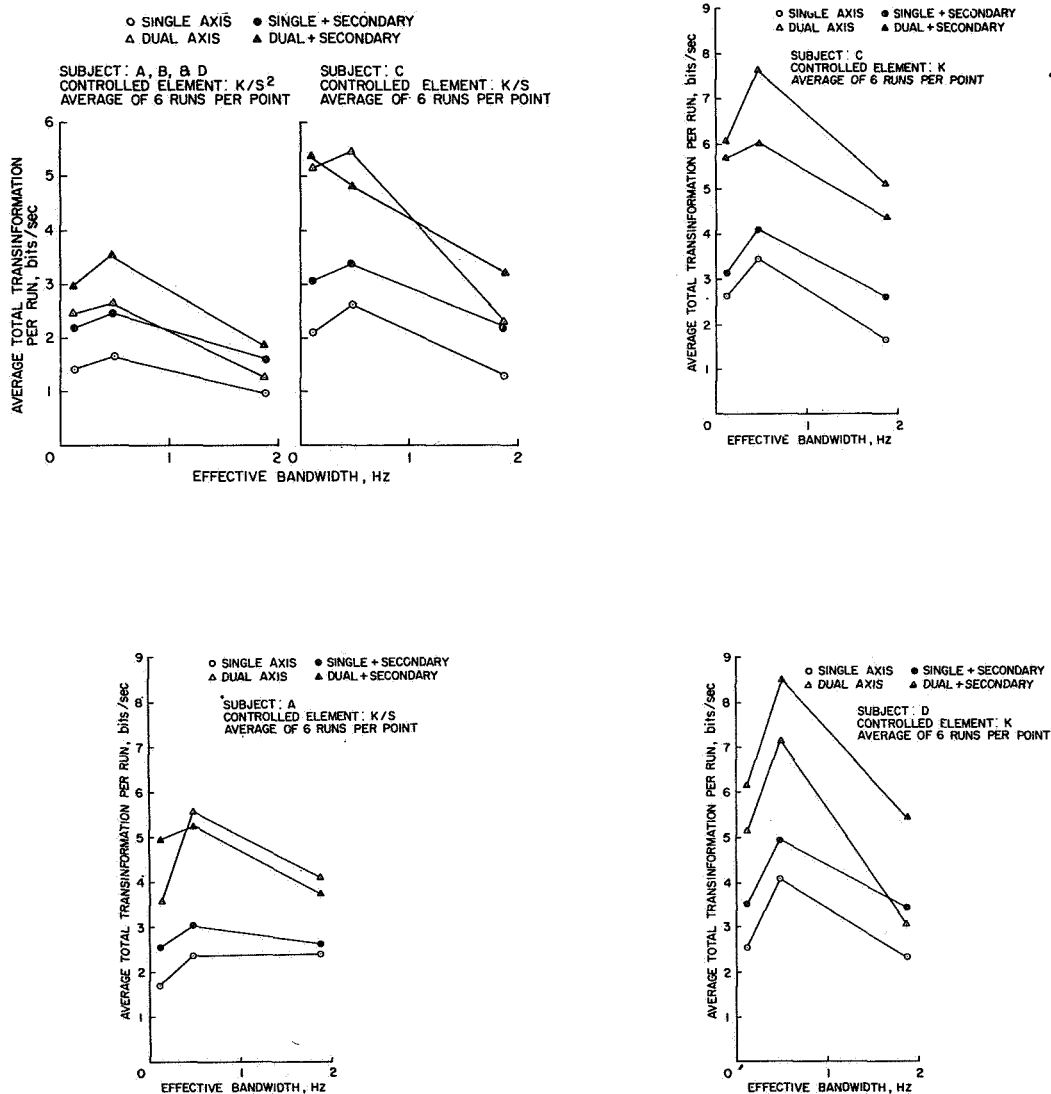 ○ SINGLE AXIS ● SINGLE + SECONDARY
△ DUAL AXIS ▲ DUAL + SECONDARY
SUBJECT: A, B, & D
CONTROLLED ELEMENT: K/S²
AVERAGE OF 6 RUNS PER POINT
SUBJECT: C
CONTROLLED ELEMENT: K/S
AVERAGE OF 6 RUNS PER POINT
AVERAGE TOTAL TRANSINFORMATION
PER RUN, bits/sec
6
5
4
3
2
1
0 1 2 0 1 2
EFFECTIVE BANDWIDTH, Hz
○ SINGLE AXIS ● SINGLE + SECONDARY
△ DUAL AXIS ▲ DUAL + SECONDARY
SUBJECT: C
CONTROLLED ELEMENT: K
AVERAGE OF 6 RUNS PER POINT
AVERAGE TOTAL TRANSINFORMATION PER RUN, bits/sec
9
8
7
6
5
4
3
2
1
0 1 2
EFFECTIVE BANDWIDTH, Hz
○ SINGLE AXIS ● SINGLE + SECONDARY
△ DUAL AXIS ▲ DUAL + SECONDARY
SUBJECT: A
CONTROLLED ELEMENT: K/S
AVERAGE OF 6 RUNS PER POINT
AVERAGE TOTAL TRANSINFORMATION PER RUN, bits/sec
9
8
7
6
5
4
3
2
1
0 1 2
EFFECTIVE BANDWIDTH, Hz
○ SINGLE AXIS ● SINGLE + SECONDARY
△ DUAL AXIS ▲ DUAL + SECONDARY
SUBJECT: D
CONTROLLED ELEMENT: K
AVERAGE OF 6 RUNS PER POINT
AVERAGE TOTAL TRANSINFORMATION PER RUN, bits/sec
9
8
7
6
5
4
3
2
1
0 1 2
EFFECTIVE BANDWIDTH, Hz